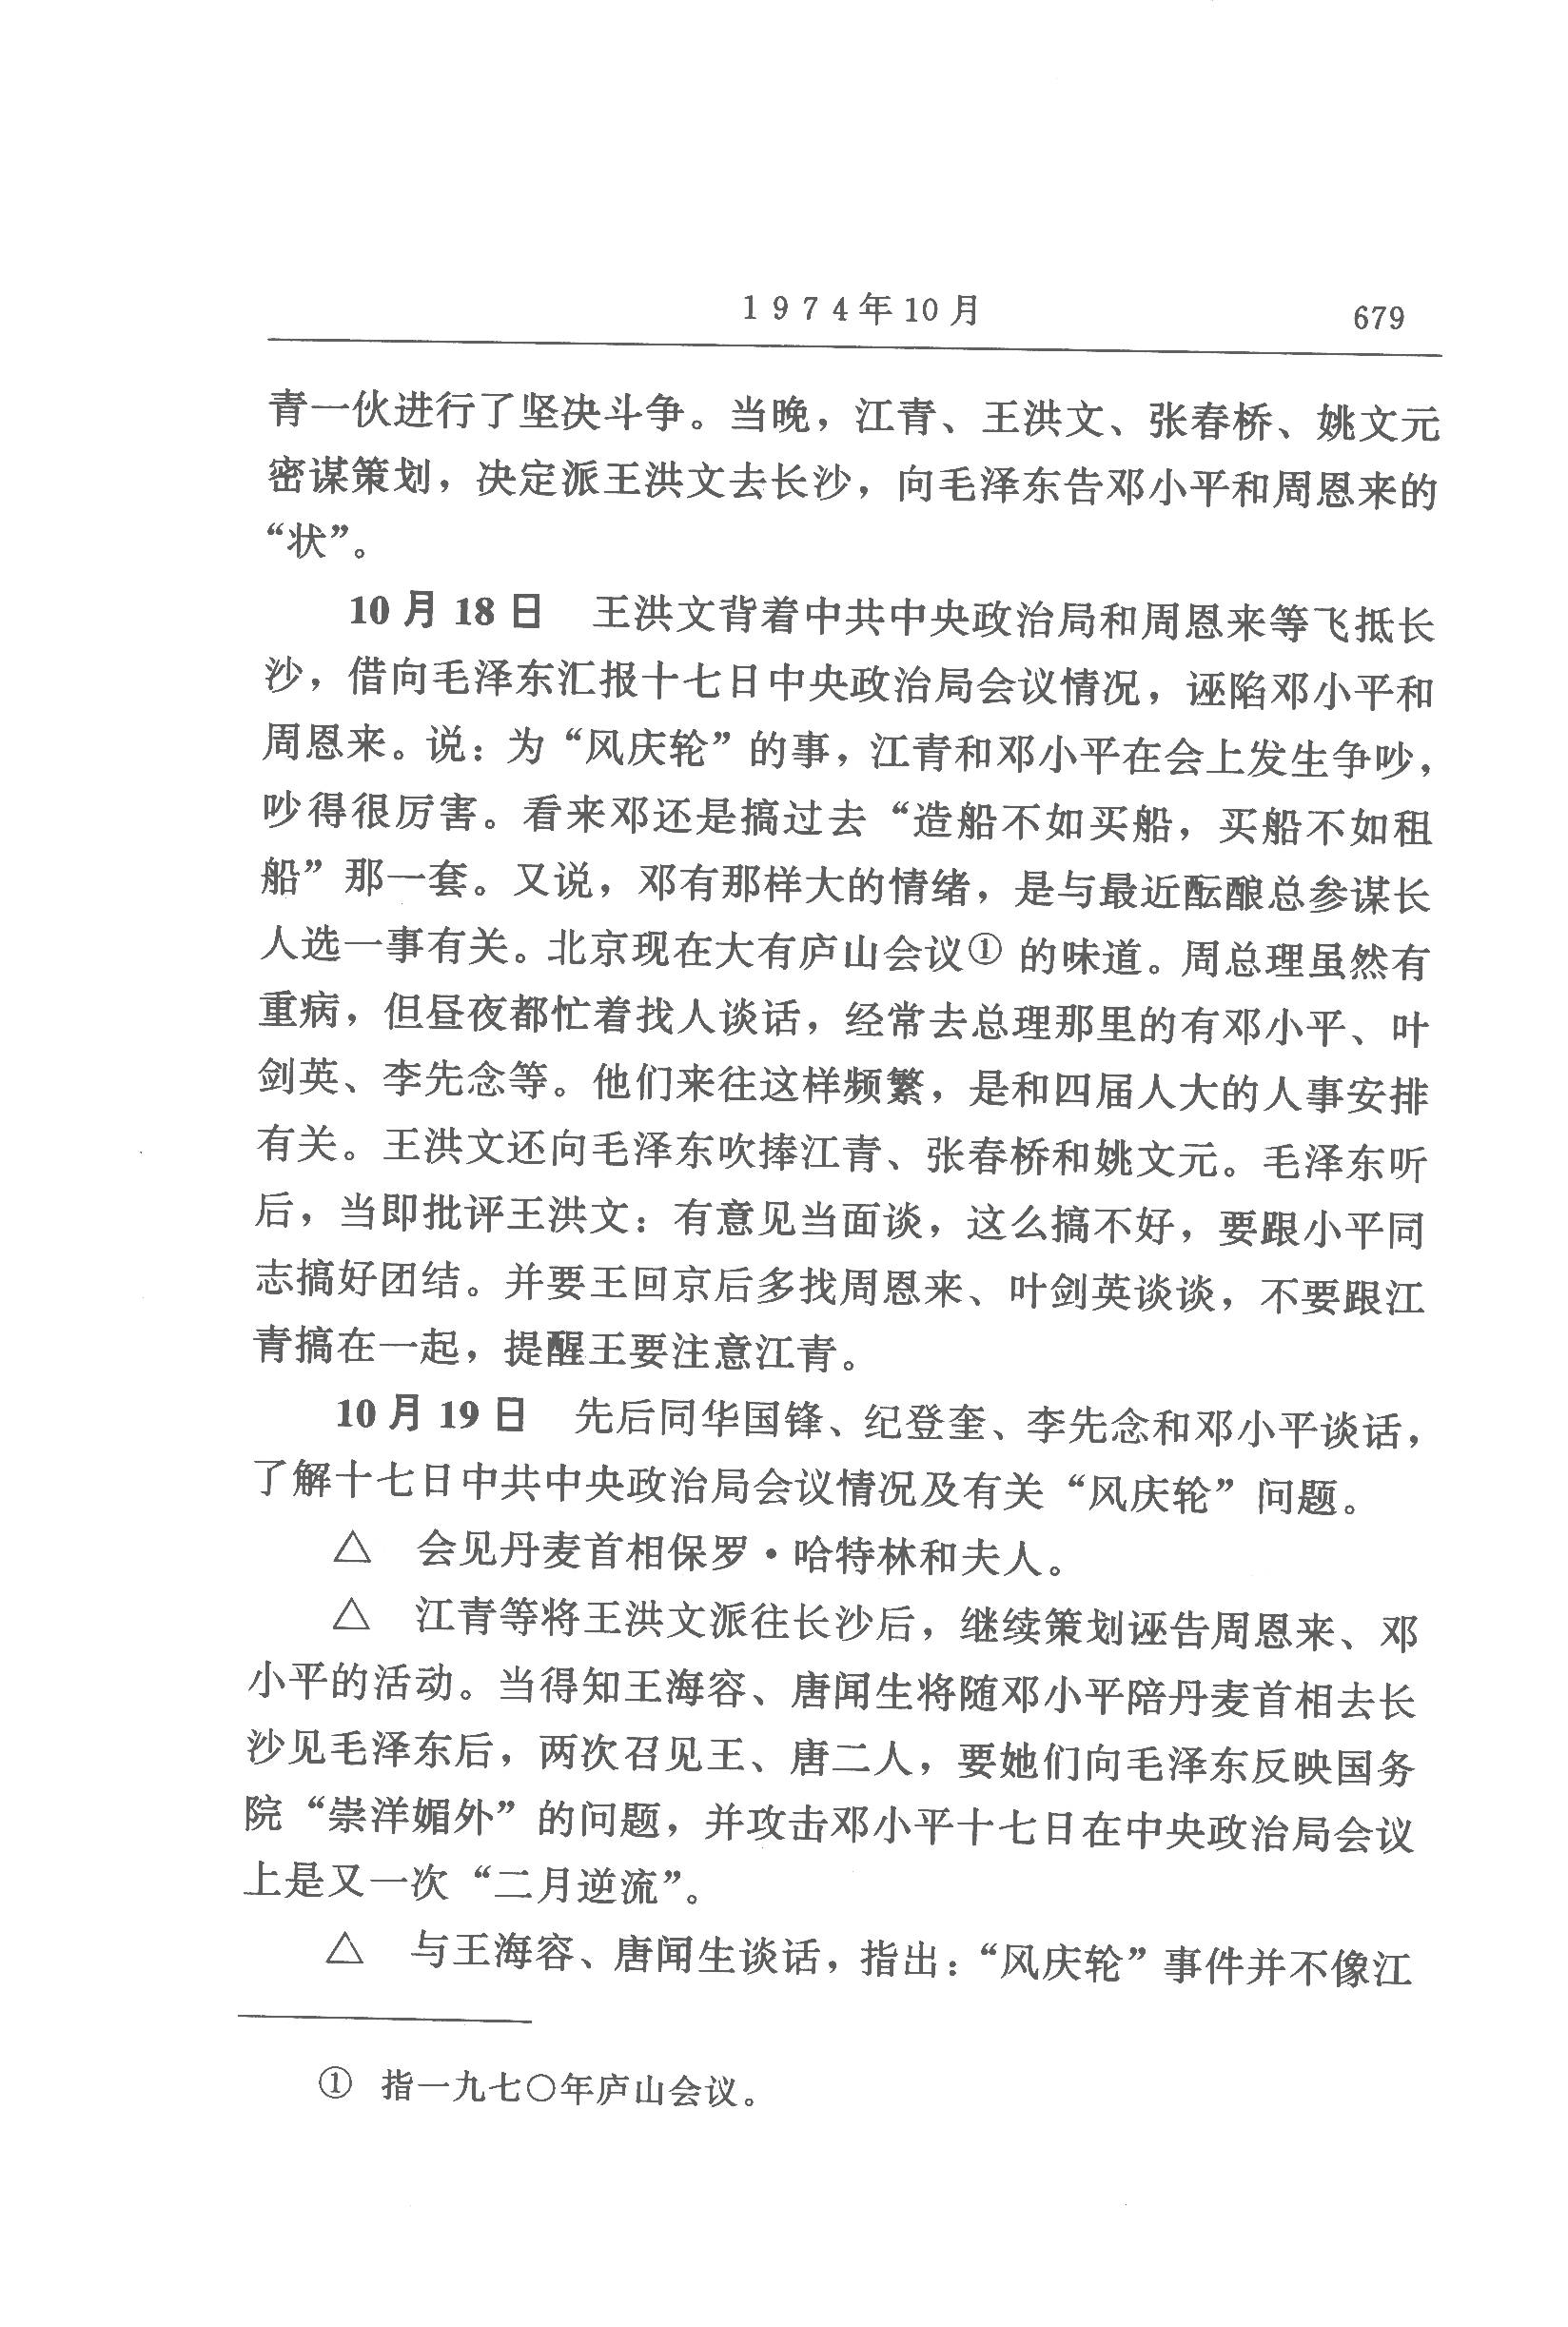 1974年10月 679
青一伙进行了坚决斗争。当晚，江青、王洪文、张春桥、姚文元
密谋策划，决定派王洪文去长沙，向毛泽东告邓小平和周恩来的
“状”。
10月18日 王洪文背着中共中央政治局和周恩来等飞抵长
沙，借向毛泽东汇报十七日中央政治局会议情况，诬陷邓小平和
周恩来。说：为“风庆轮”的事，江青和邓小平在会上发生争吵，
吵得很厉害。看来邓还是搞过去“造船不如买船，买船不如租
船”那一套。又说，邓有那样大的情绪，是与最近酝酿总参谋长
人选一事有关。北京现在大有庐山会议①的味道。周总理虽然有
重病，但昼夜都忙着找人谈话，经常去总理那里的有邓小平、叶
剑英、李先念等。他们来往这样频繁，是和四届人大的人事安排
有关。王洪文还向毛泽东吹捧江青、张春桥和姚文元。毛泽东听
后，当即批评王洪文：有意见当面谈，这么搞不好，要跟小平同
志搞好团结。并要王回京后多找周恩来、叶剑英谈谈，不要跟江
青搞在一起，提醒王要注意江青。
10月19日 先后同华国锋、纪登奎、李先念和邓小平谈话，
了解十七日中共中央政治局会议情况及有关“风庆轮”问题。
△ 会见丹麦首相保罗·哈特林和夫人。
△ 江青等将王洪文派往长沙后，继续策划诬告周恩来、邓
小平的活动。当得知王海容、唐闻生将随邓小平陪丹麦首相去长
沙见毛泽东后，两次召见王、唐二人，要她们向毛泽东反映国务
院“崇洋媚外”的问题，并攻击邓小平十七日在中央政治局会议
上是又一次“二月逆流”。
△ 与王海容、唐闻生谈话，指出：“风庆轮”事件并不像江
① 指一九七〇年庐山会议。